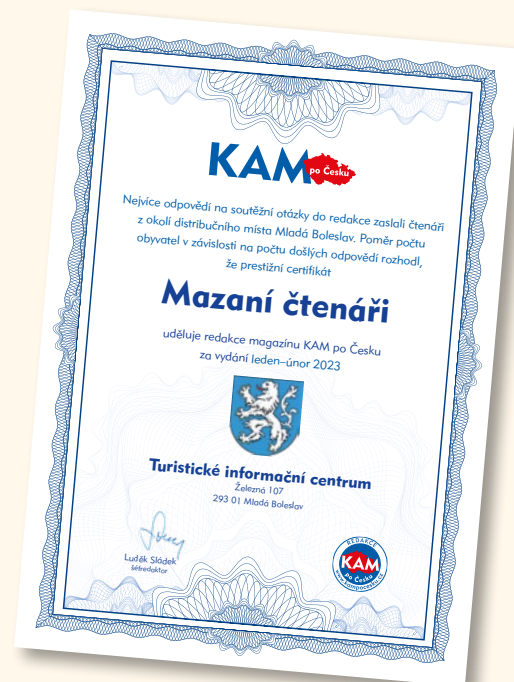 KAM
po Česku
Nejvíce odpovědí na soutěžní otázky do redakce zaslali čtenáři
z okolí distribučního místa Mladá Boleslav. Poměr počtu
obyvatel v závislosti na počtu došlých odpovědí rozhodl,
že prestižní certifikát
Mazaní čtenáři
uděluje redakce magazínu KAM po Česku
za vydání leden–únor 2023
Turistické informační centrum
Železná 107
293 01 Mladá Boleslav
Luděk Sládek
šéfredaktor
REDAKCE
KAM
po Česku
www.kampocesku.cz